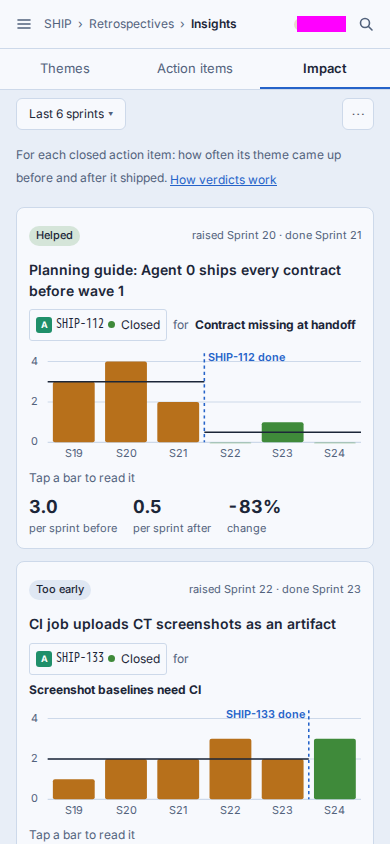 SHIP › Retrospectives › Insights
Themes Action items Impact
Last 6 sprints ▾ ...
For each closed action item: how often its theme came up
before and after it shipped. How verdicts work
Helped raised Sprint 20 · done Sprint 21
Planning guide: Agent 0 ships every contract
before wave 1
A SHIP-112 Closed for Contract missing at handoff
4 SHIP-112 done
2
0
S19 S20 S21 S22 S23 S24
Tap a bar to read it
3.0 0.5 -83%
per sprint before per sprint after change
Too early raised Sprint 22 · done Sprint 23
CI job uploads CT screenshots as an artifact
A SHIP-133 Closed for
Screenshot baselines need CI
4 SHIP-133 done
2
0
S19 S20 S21 S22 S23 S24
Tap a bar to read it